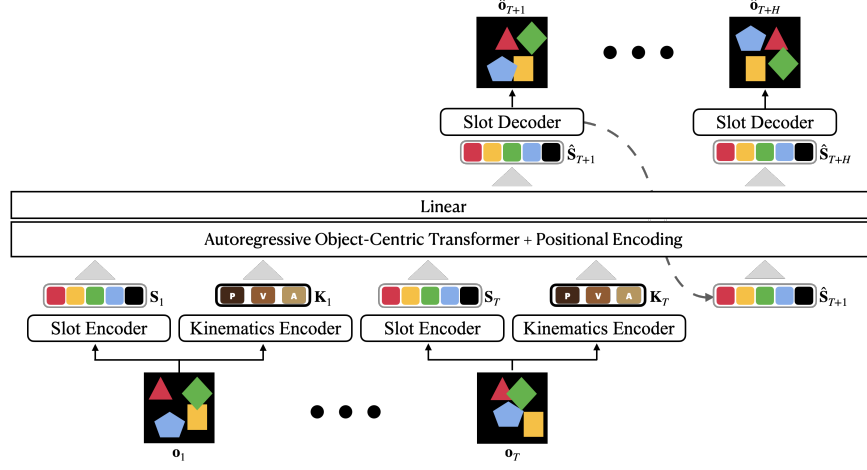 ô_{T+1}
ô_{T+H}
Slot Decoder
Slot Decoder
Ŝ_{T+1}
Ŝ_{T+H}
Linear
Autoregressive Object-Centric Transformer + Positional Encoding
S_1
P V A K_1
S_T
P V A K_T
Ŝ_{T+1}
Slot Encoder
Kinematics Encoder
Slot Encoder
Kinematics Encoder
o_1
o_T